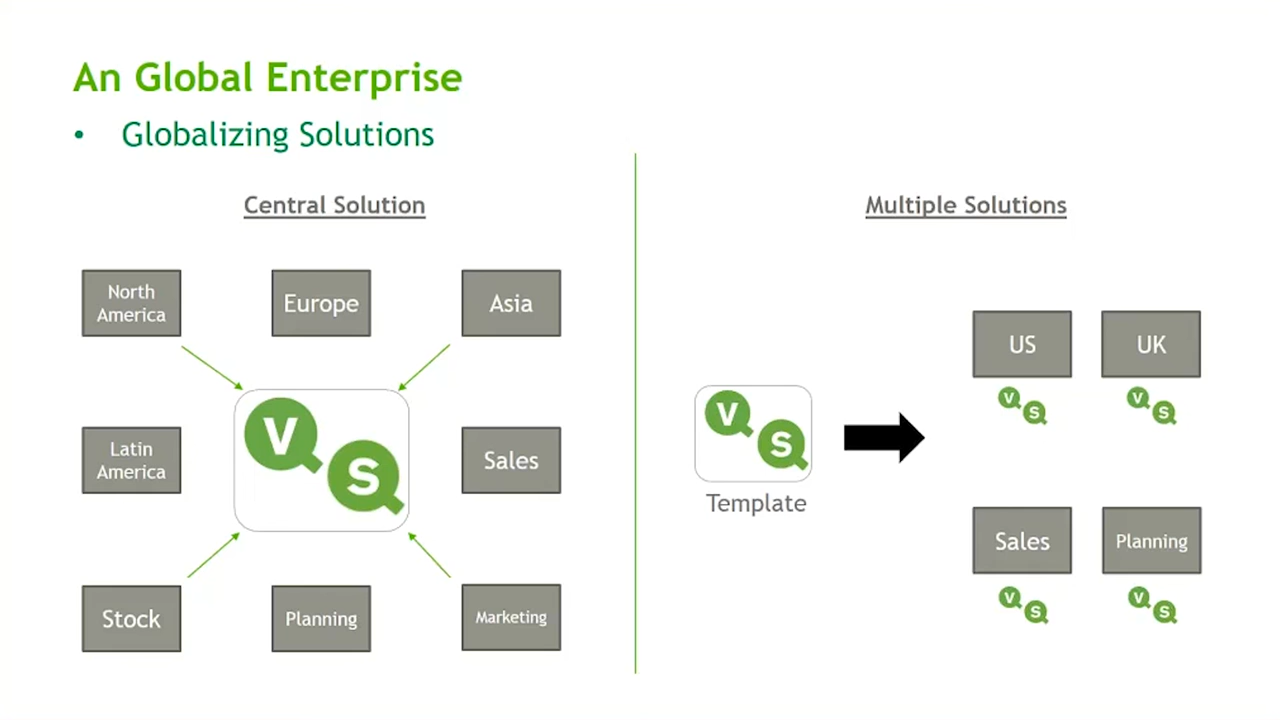 An Global Enterprise
• Globalizing Solutions
Central Solution
North
America
Europe
Asia
Latin
America
V
S
Sales
Stock
Planning
Marketing
Multiple Solutions
V
S
Template
US
UK
V
S
V
S
Sales
Planning
V
S
V
S